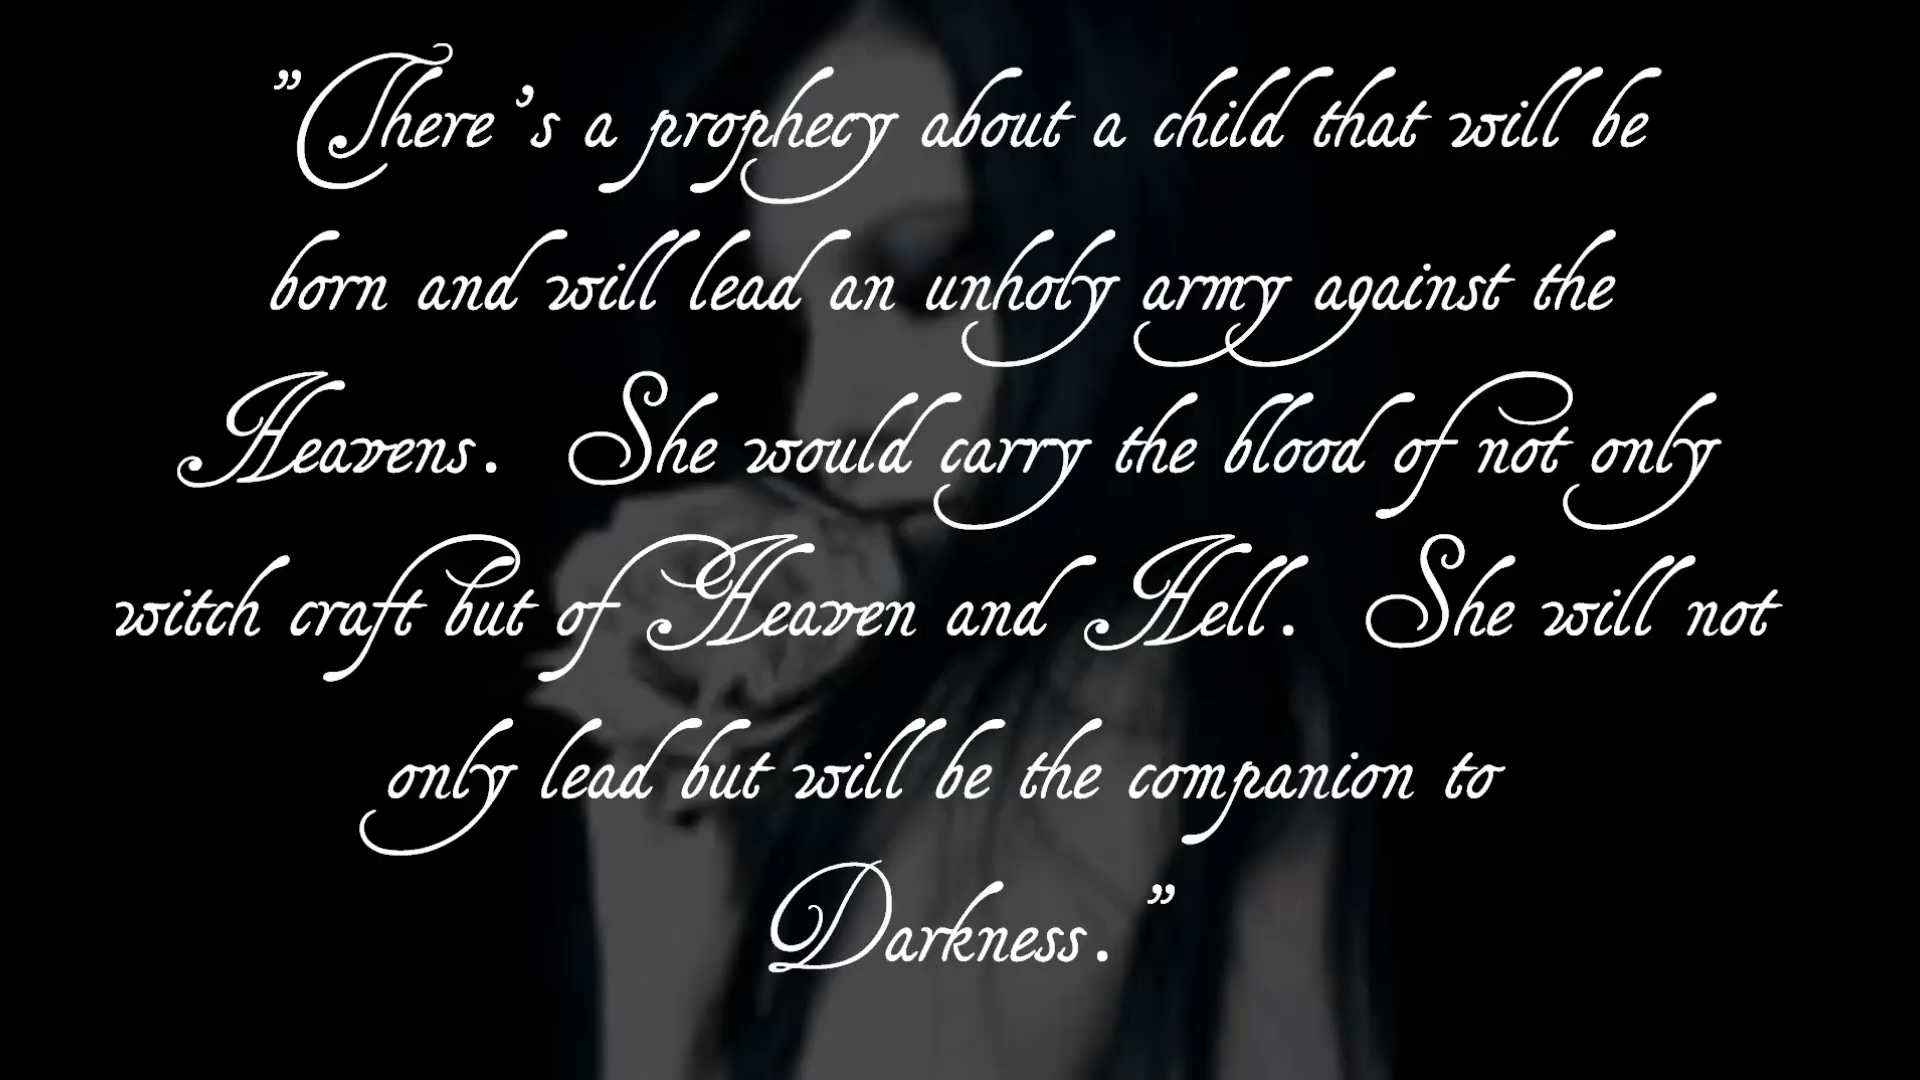 "There's a prophecy about a child that will be
born and will lead an unholy army against the
Heavens. She would carry the blood of not only
witch craft but of Heaven and Hell. She will not
only lead but will be the companion to
Darkness."